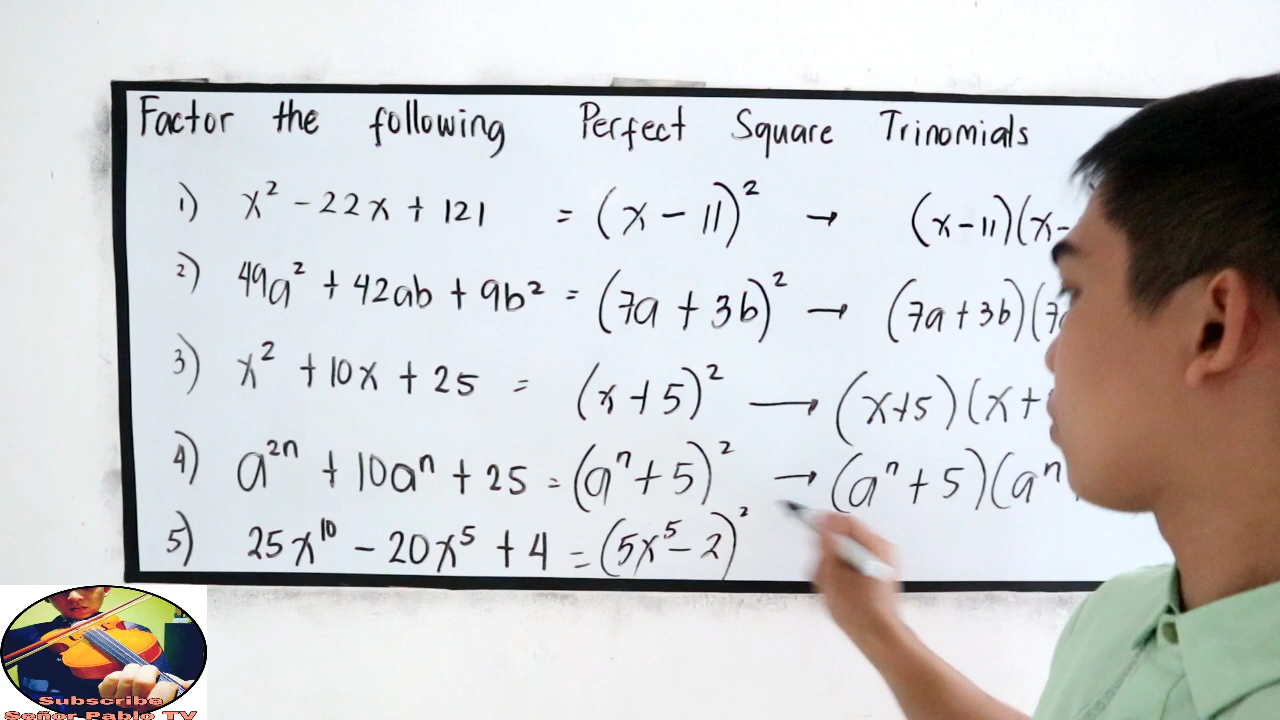 Factor the following Perfect Square Trinomials
1) x² - 22x + 121 = (x - 11)² → (x-11)(x-
2) 49a² + 42ab + 9b² = (7a + 3b)² → (7a + 3b)(7
3) x² + 10x + 25 = (x+5)² → (x+5)(x+
4) a²ⁿ + 10aⁿ + 25 = (aⁿ + 5)² → (aⁿ + 5)(aⁿ
5) 25x¹⁰ - 20x⁵ + 4 = (5x⁵ - 2)²
Subscribe
Señor Pablo TV